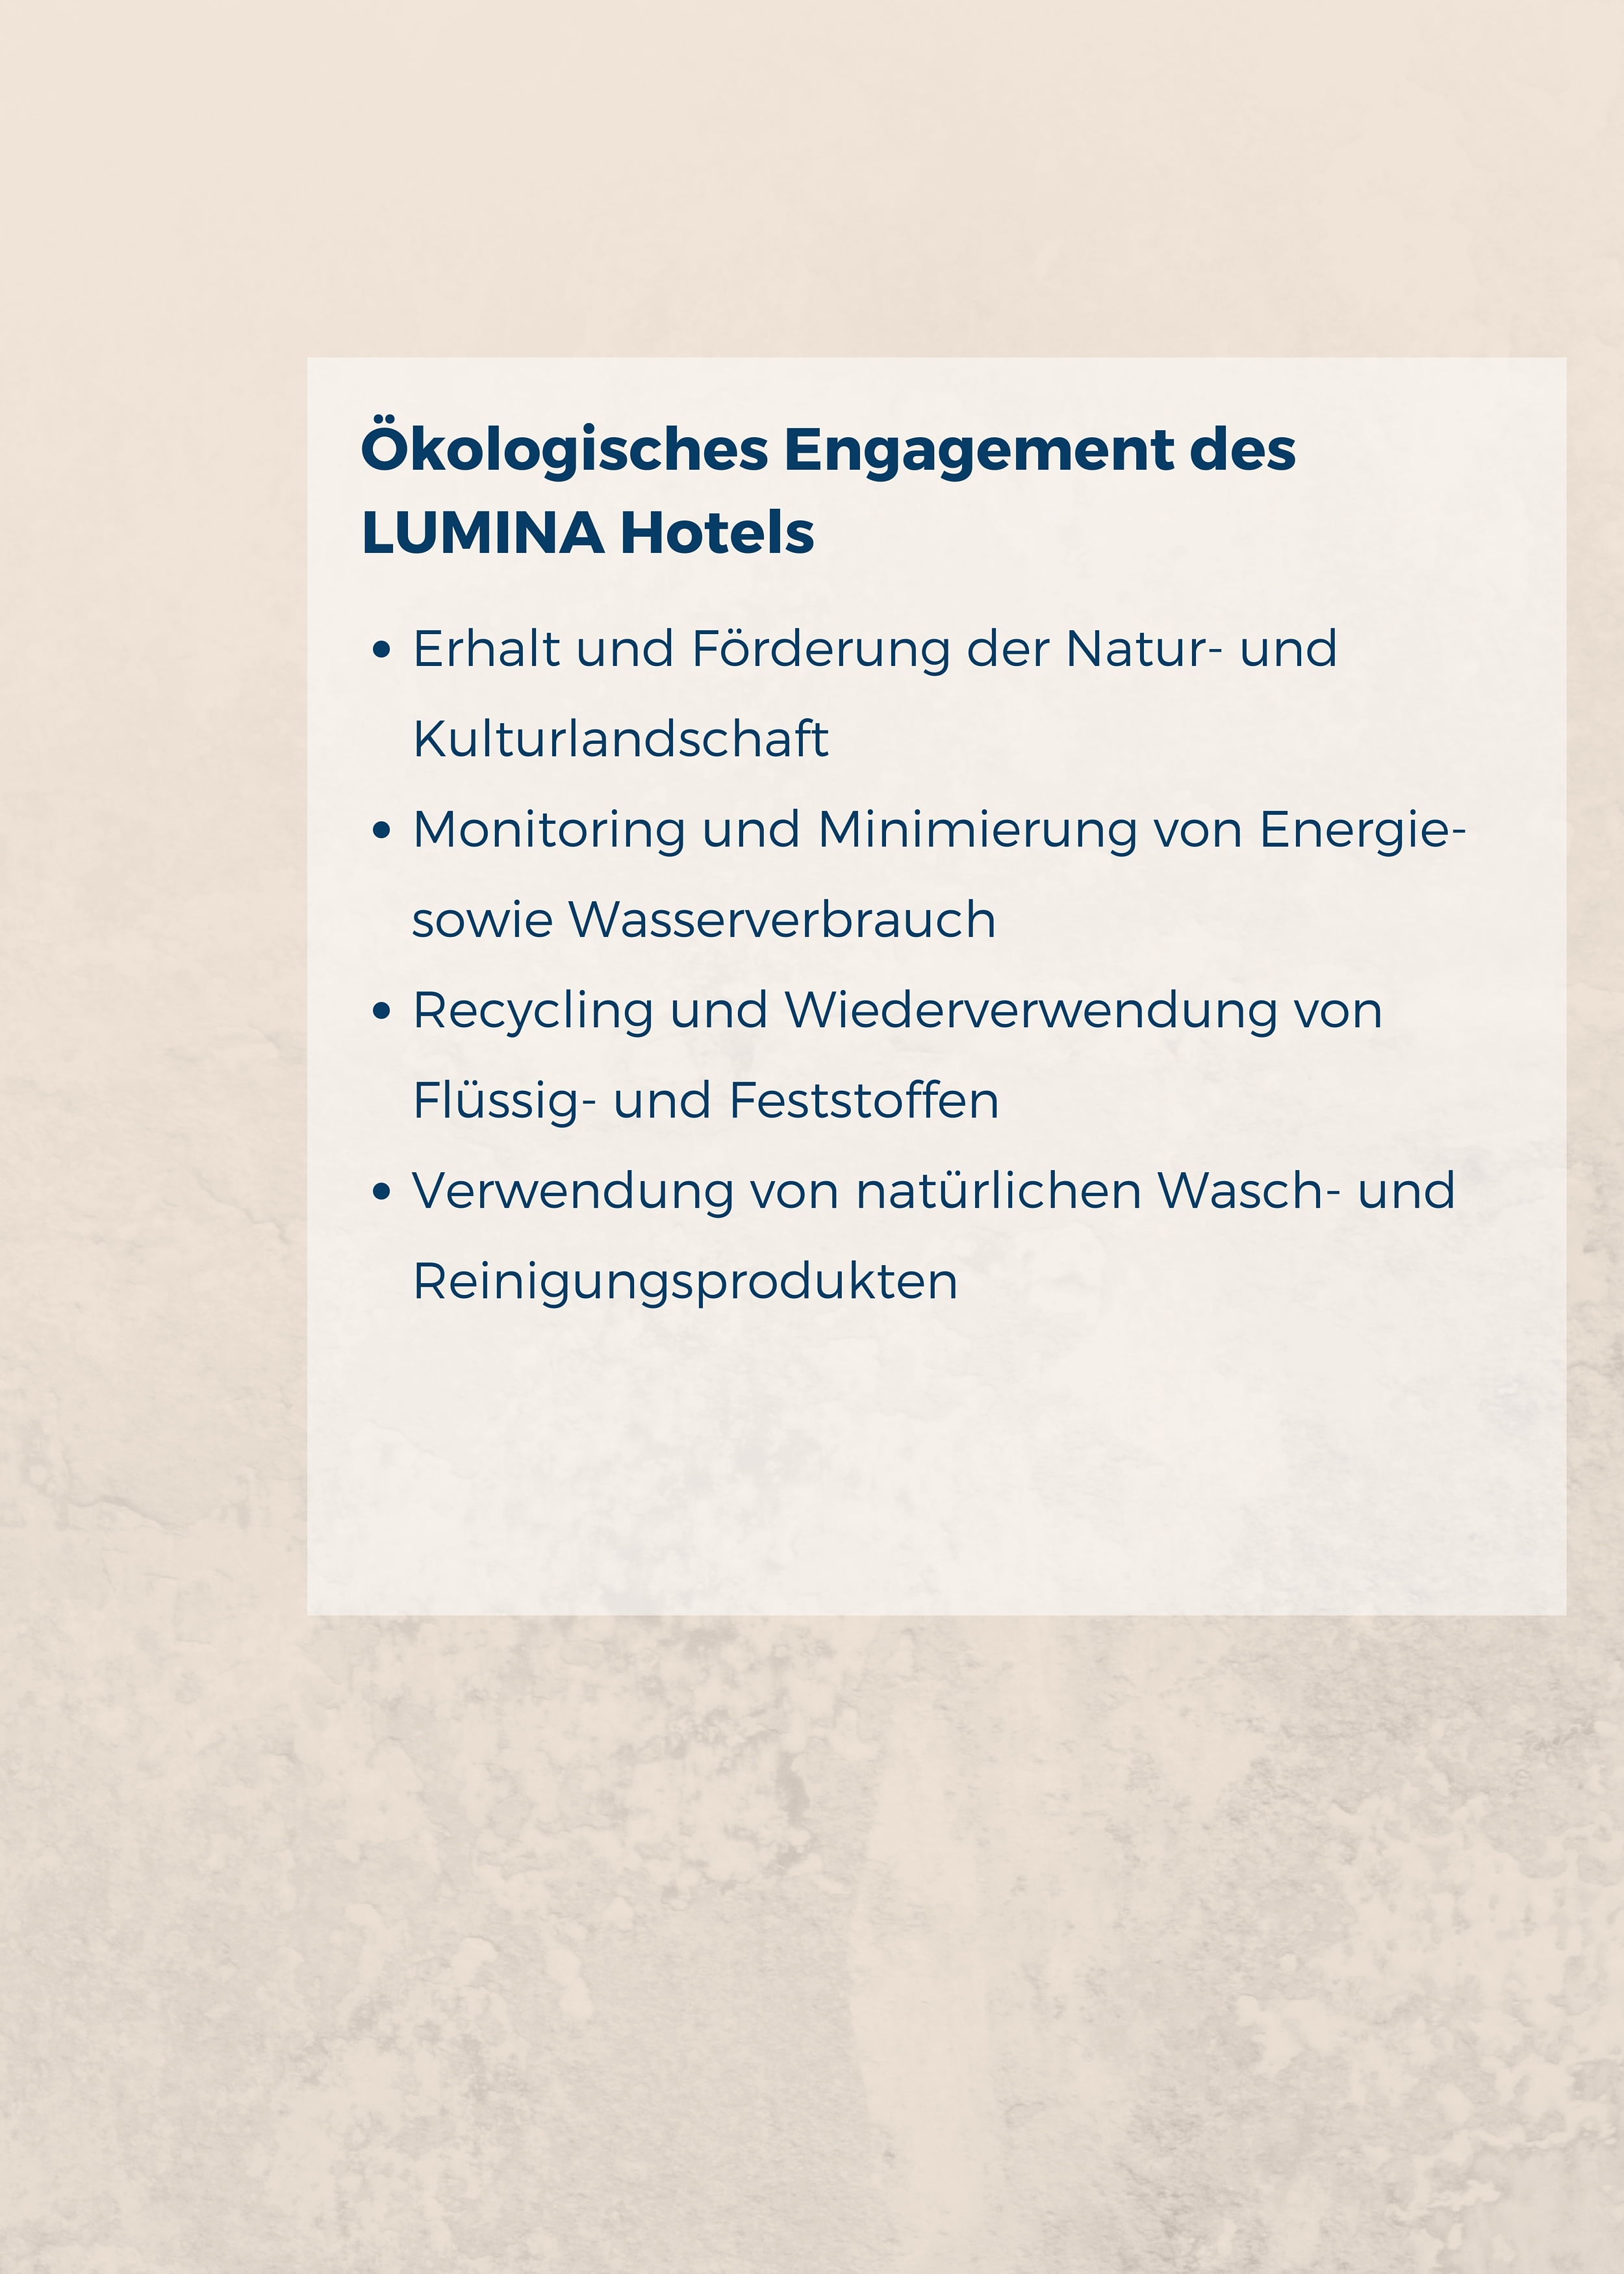 Ökologisches Engagement des
LUMINA Hotels
• Erhalt und Förderung der Natur- und
Kulturlandschaft
• Monitoring und Minimierung von Energie-
sowie Wasserverbrauch
• Recycling und Wiederverwendung von
Flüssig- und Feststoffen
• Verwendung von natürlichen Wasch- und
Reinigungsprodukten